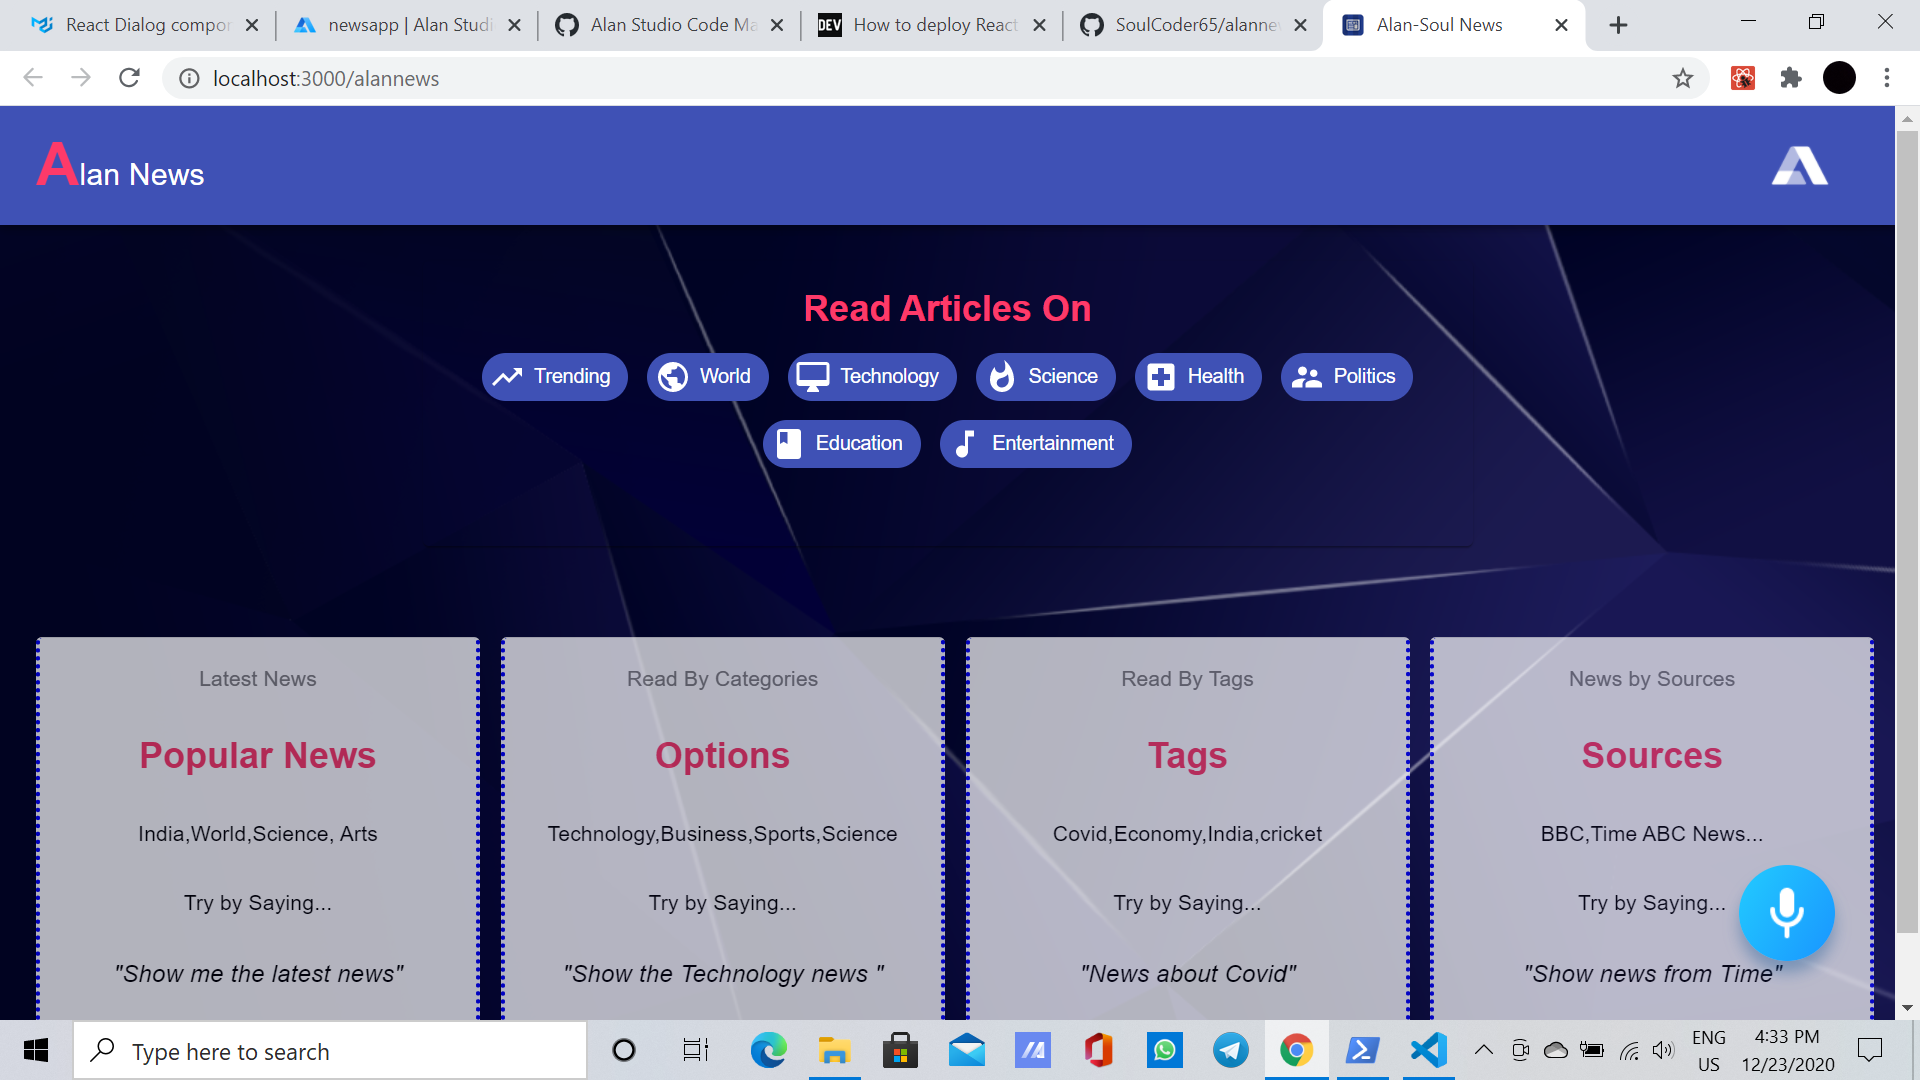 React Dialog compor
newsapp | Alan Studi
Alan Studio Code Ma
DEV
How to deploy React
SoulCoder65/alannew
Alan-Soul News
localhost:3000/alannews
Alan News
Read Articles On
Trending
World
Technology
Science
Health
Politics
Education
Entertainment
Latest News
Popular News
India,World,Science, Arts
Try by Saying...
"Show me the latest news"
Read By Categories
Options
Technology,Business,Sports,Science
Try by Saying...
"Show the Technology news "
Read By Tags
Tags
Covid,Economy,India,cricket
Try by Saying...
"News about Covid"
News by Sources
Sources
BBC,Time ABC News...
Try by Saying...
"Show news from Time"
Type here to search
ENG
US
4:33 PM
12/23/2020